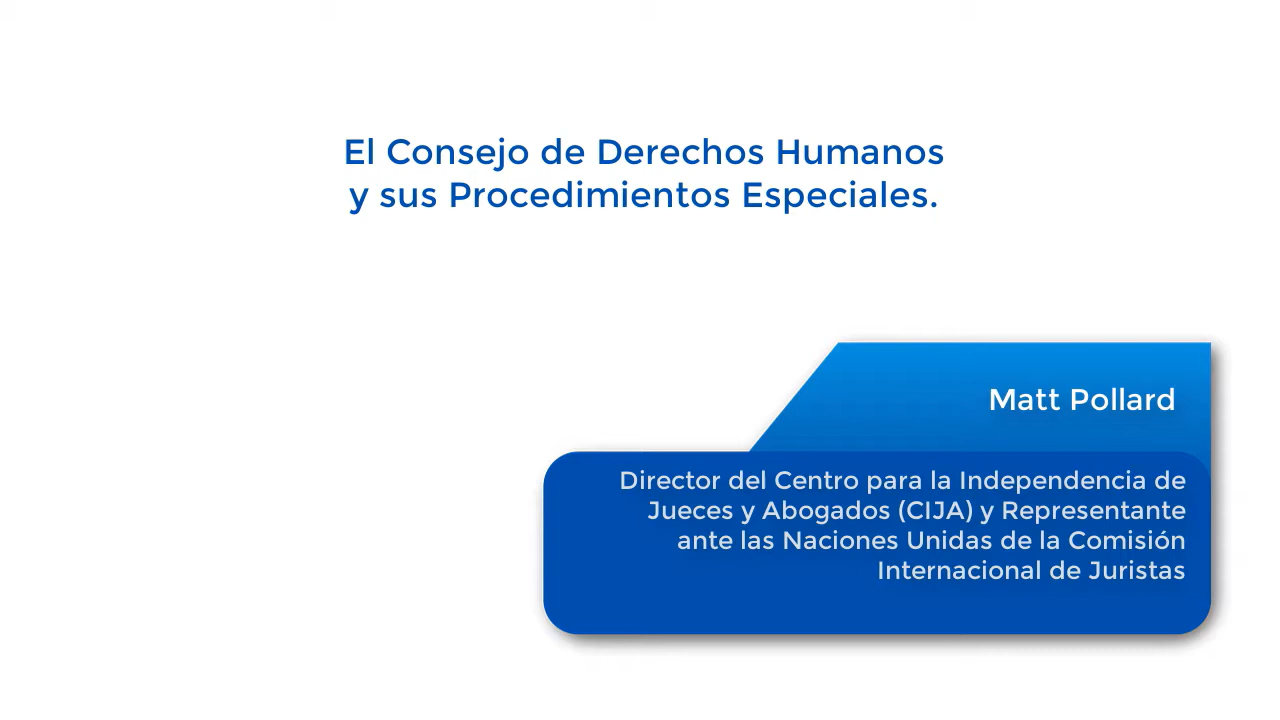 El Consejo de Derechos Humanos
y sus Procedimientos Especiales.
Matt Pollard
Director del Centro para la Independencia de
Jueces y Abogados (CIJA) y Representante
ante las Naciones Unidas de la Comisión
Internacional de Juristas